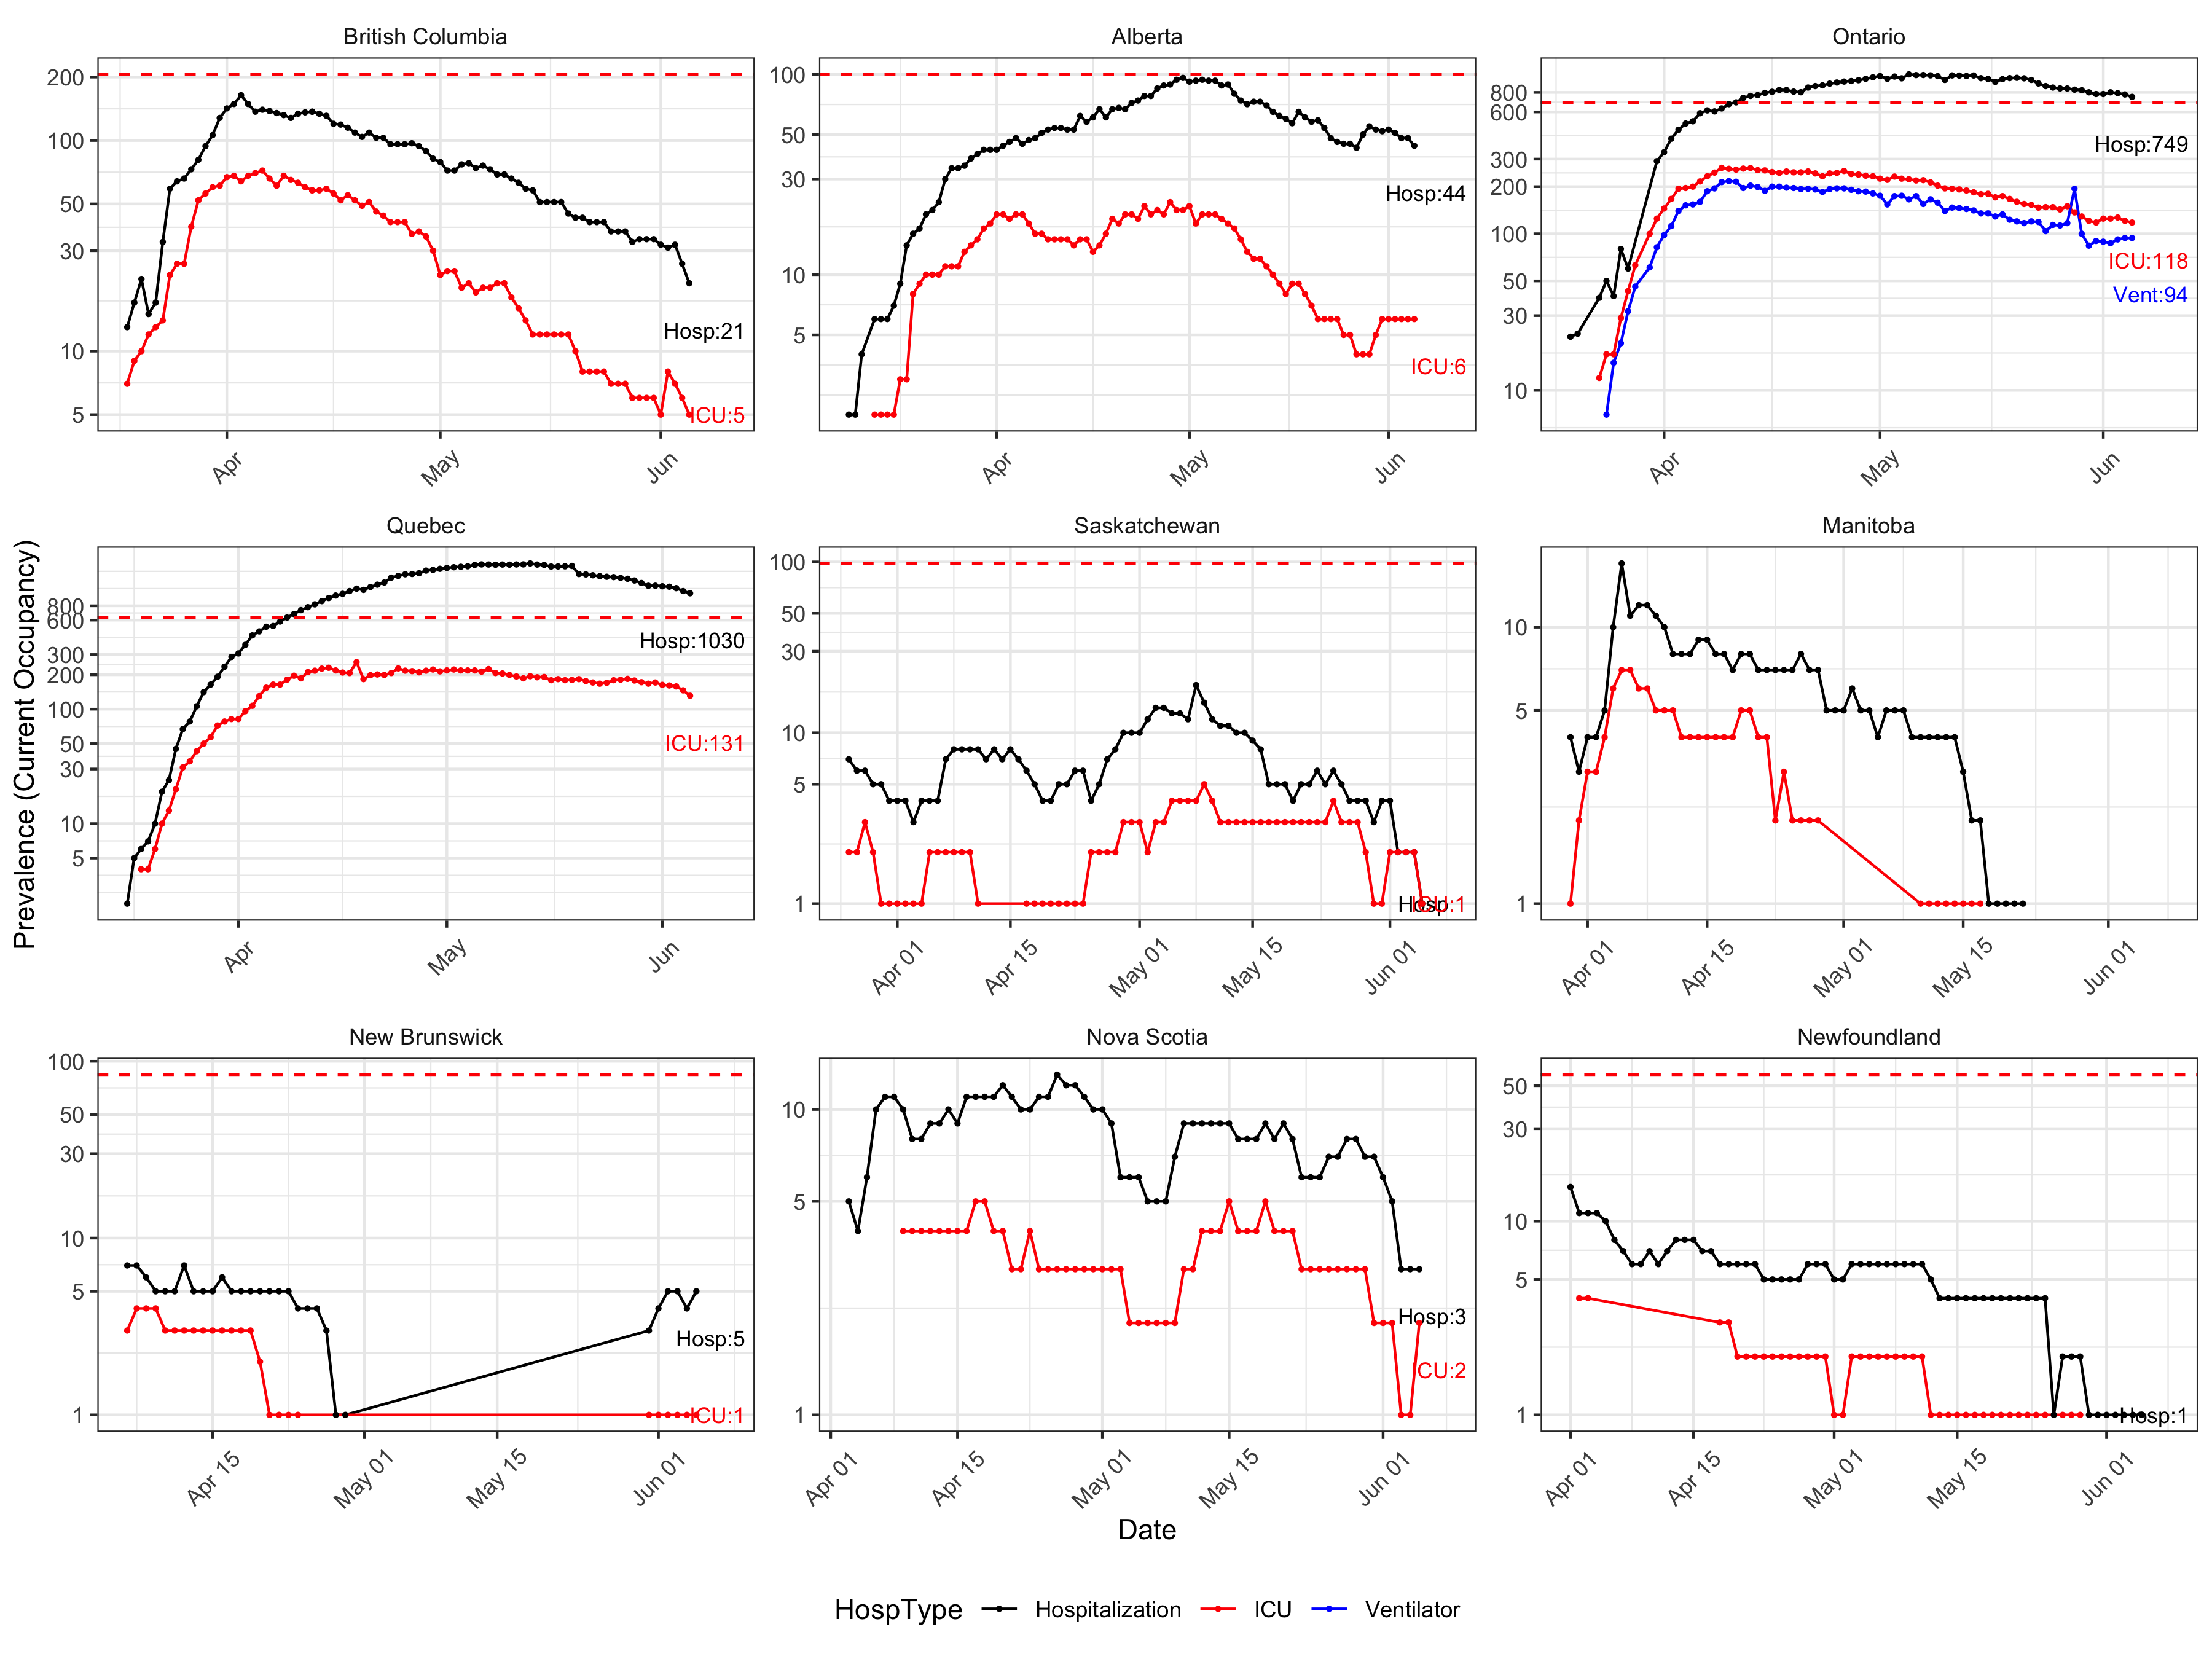 British Columbia
Alberta
Ontario
200
100
50
30
10
5
Hosp:21
ICU:5
Apr
May
Jun
100
50
30
10
5
Hosp:44
ICU:6
Apr
May
Jun
800
600
300
200
100
50
30
10
Hosp:749
ICU:118
Vent:94
Apr
May
Jun
Prevalence (Current Occupancy)
Quebec
Saskatchewan
Manitoba
800
600
300
200
100
50
30
10
5
Hosp:1030
ICU:131
Apr
May
Jun
100
50
30
10
5
1
ICU:1
Apr 01
Apr 15
May 01
May 15
Jun 01
10
5
1
Apr 01
Apr 15
May 01
May 15
Jun 01
New Brunswick
Nova Scotia
Newfoundland
100
50
30
10
5
1
Hosp:5
ICU:1
Apr 15
May 01
May 15
Jun 01
10
5
1
Hosp:3
ICU:2
Apr 01
Apr 15
May 01
May 15
Jun 01
50
30
10
5
1
Hosp:1
Apr 01
Apr 15
May 01
May 15
Jun 01
Date
HospType
Hospitalization
ICU
Ventilator